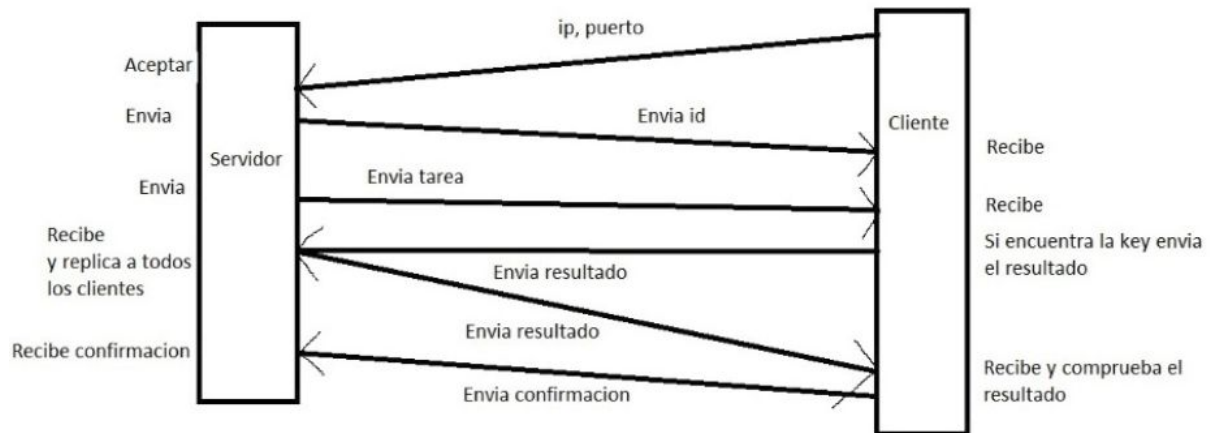 ip, puerto
Aceptar
Envia
Envia id
Cliente
Recibe
Servidor
Envia
Envia tarea
Recibe
Recibe
y replica a todos
los clientes
Envia resultado
Si encuentra la key envia
el resultado
Envia resultado
Recibe confirmacion
Envia confirmacion
Recibe y comprueba el
resultado